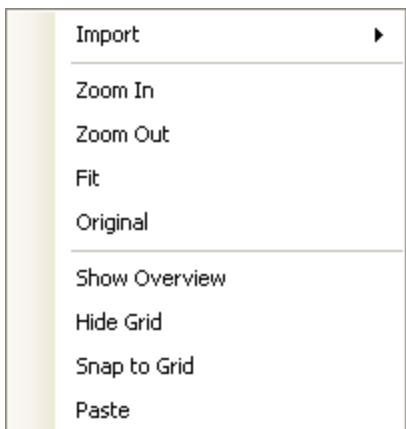 Import
Zoom In
Zoom Out
Fit
Original
Show Overview
Hide Grid
Snap to Grid
Paste